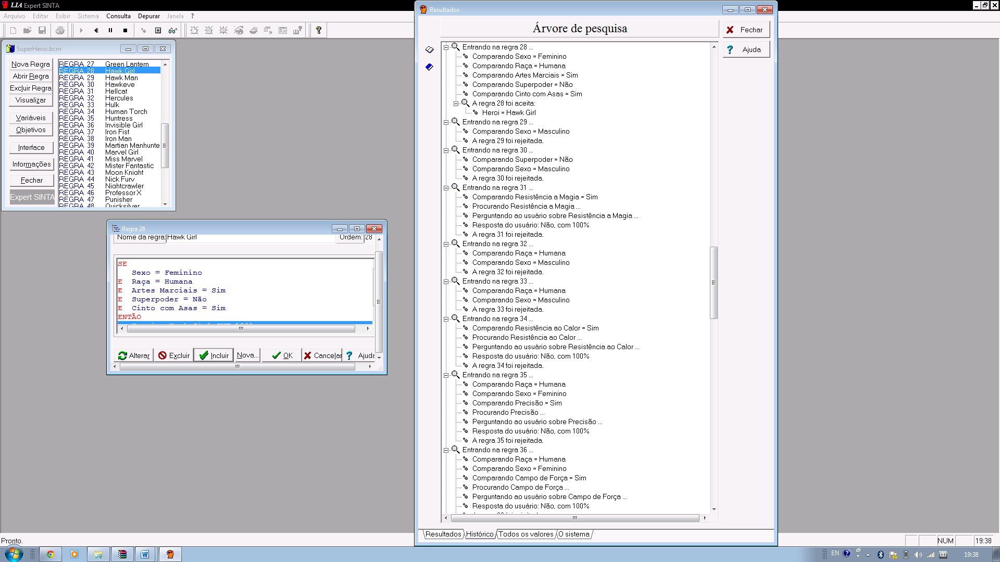 LIA Expert SINTA
Arquivo Editar Exibir Sistema Consulta Depurar Janela ?
SuperHeroi.bcm
Nova Regra
Abrir Regra
Excluir Regra
Visualizar
Variáveis
Objetivos
Interface
Informações
Fechar
Expert SINTA
REGRA 27 Green Lantern
REGRA 28 Hawk Girl
REGRA 29 Hawk Man
REGRA 30 Hawkeye
REGRA 31 Hellcat
REGRA 32 Hercules
REGRA 33 Hulk
REGRA 34 Human Torch
REGRA 35 Huntress
REGRA 36 Invisible Girl
REGRA 37 Iron Fist
REGRA 38 Iron Man
REGRA 39 Martian Manhunte
REGRA 40 Marvel Girl
REGRA 41 Miss Marvel
REGRA 42 Mister Fantastic
REGRA 43 Moon Knight
REGRA 44 Nick Fury
REGRA 45 Nightcrawler
REGRA 46 Professor X
REGRA 47 Punisher
REGRA 48 Quicksilver
Regra 28
Nome da regra: Hawk Girl Ordem: 28
SE
Sexo = Feminino
E Raça = Humana
E Artes Marciais = Sim
E Superpoder = Não
E Cinto com Asas = Sim
ENTÃO
Alterar Excluir Incluir Nova... OK Cancelar Ajuda
Resultados
Árvore de pesquisa
Fechar
Ajuda
Entrando na regra 28 ...
Comparando Sexo = Feminino
Comparando Raça = Humana
Comparando Artes Marciais = Sim
Comparando Superpoder = Não
Comparando Cinto com Asas = Sim
A regra 28 foi aceita:
Heroi = Hawk Girl
Entrando na regra 29 ...
Comparando Sexo = Masculino
A regra 29 foi rejeitada.
Entrando na regra 30 ...
Comparando Superpoder = Não
Comparando Sexo = Masculino
A regra 30 foi rejeitada.
Entrando na regra 31 ...
Comparando Resistência a Magia = Sim
Procurando Resistência a Magia ...
Perguntando ao usuário sobre Resistência a Magia ...
Resposta do usuário: Não, com 100%
A regra 31 foi rejeitada.
Entrando na regra 32 ...
Comparando Raça = Humana
Comparando Sexo = Masculino
A regra 32 foi rejeitada.
Entrando na regra 33 ...
Comparando Raça = Humana
Comparando Sexo = Masculino
A regra 33 foi rejeitada.
Entrando na regra 34 ...
Comparando Resistência ao Calor = Sim
Procurando Resistência ao Calor ...
Perguntando ao usuário sobre Resistência ao Calor ...
Resposta do usuário: Não, com 100%
A regra 34 foi rejeitada.
Entrando na regra 35 ...
Comparando Raça = Humana
Comparando Sexo = Feminino
Comparando Precisão = Sim
Procurando Precisão ...
Perguntando ao usuário sobre Precisão ...
Resposta do usuário: Não, com 100%
A regra 35 foi rejeitada.
Entrando na regra 36 ...
Comparando Raça = Humana
Comparando Sexo = Feminino
Comparando Campo de Força = Sim
Procurando Campo de Força ...
Perguntando ao usuário sobre Campo de Força ...
Resposta do usuário: Não, com 100%
Resultados Histórico Todos os valores O sistema
Pronto.
NUM 19:38
EN 19:38